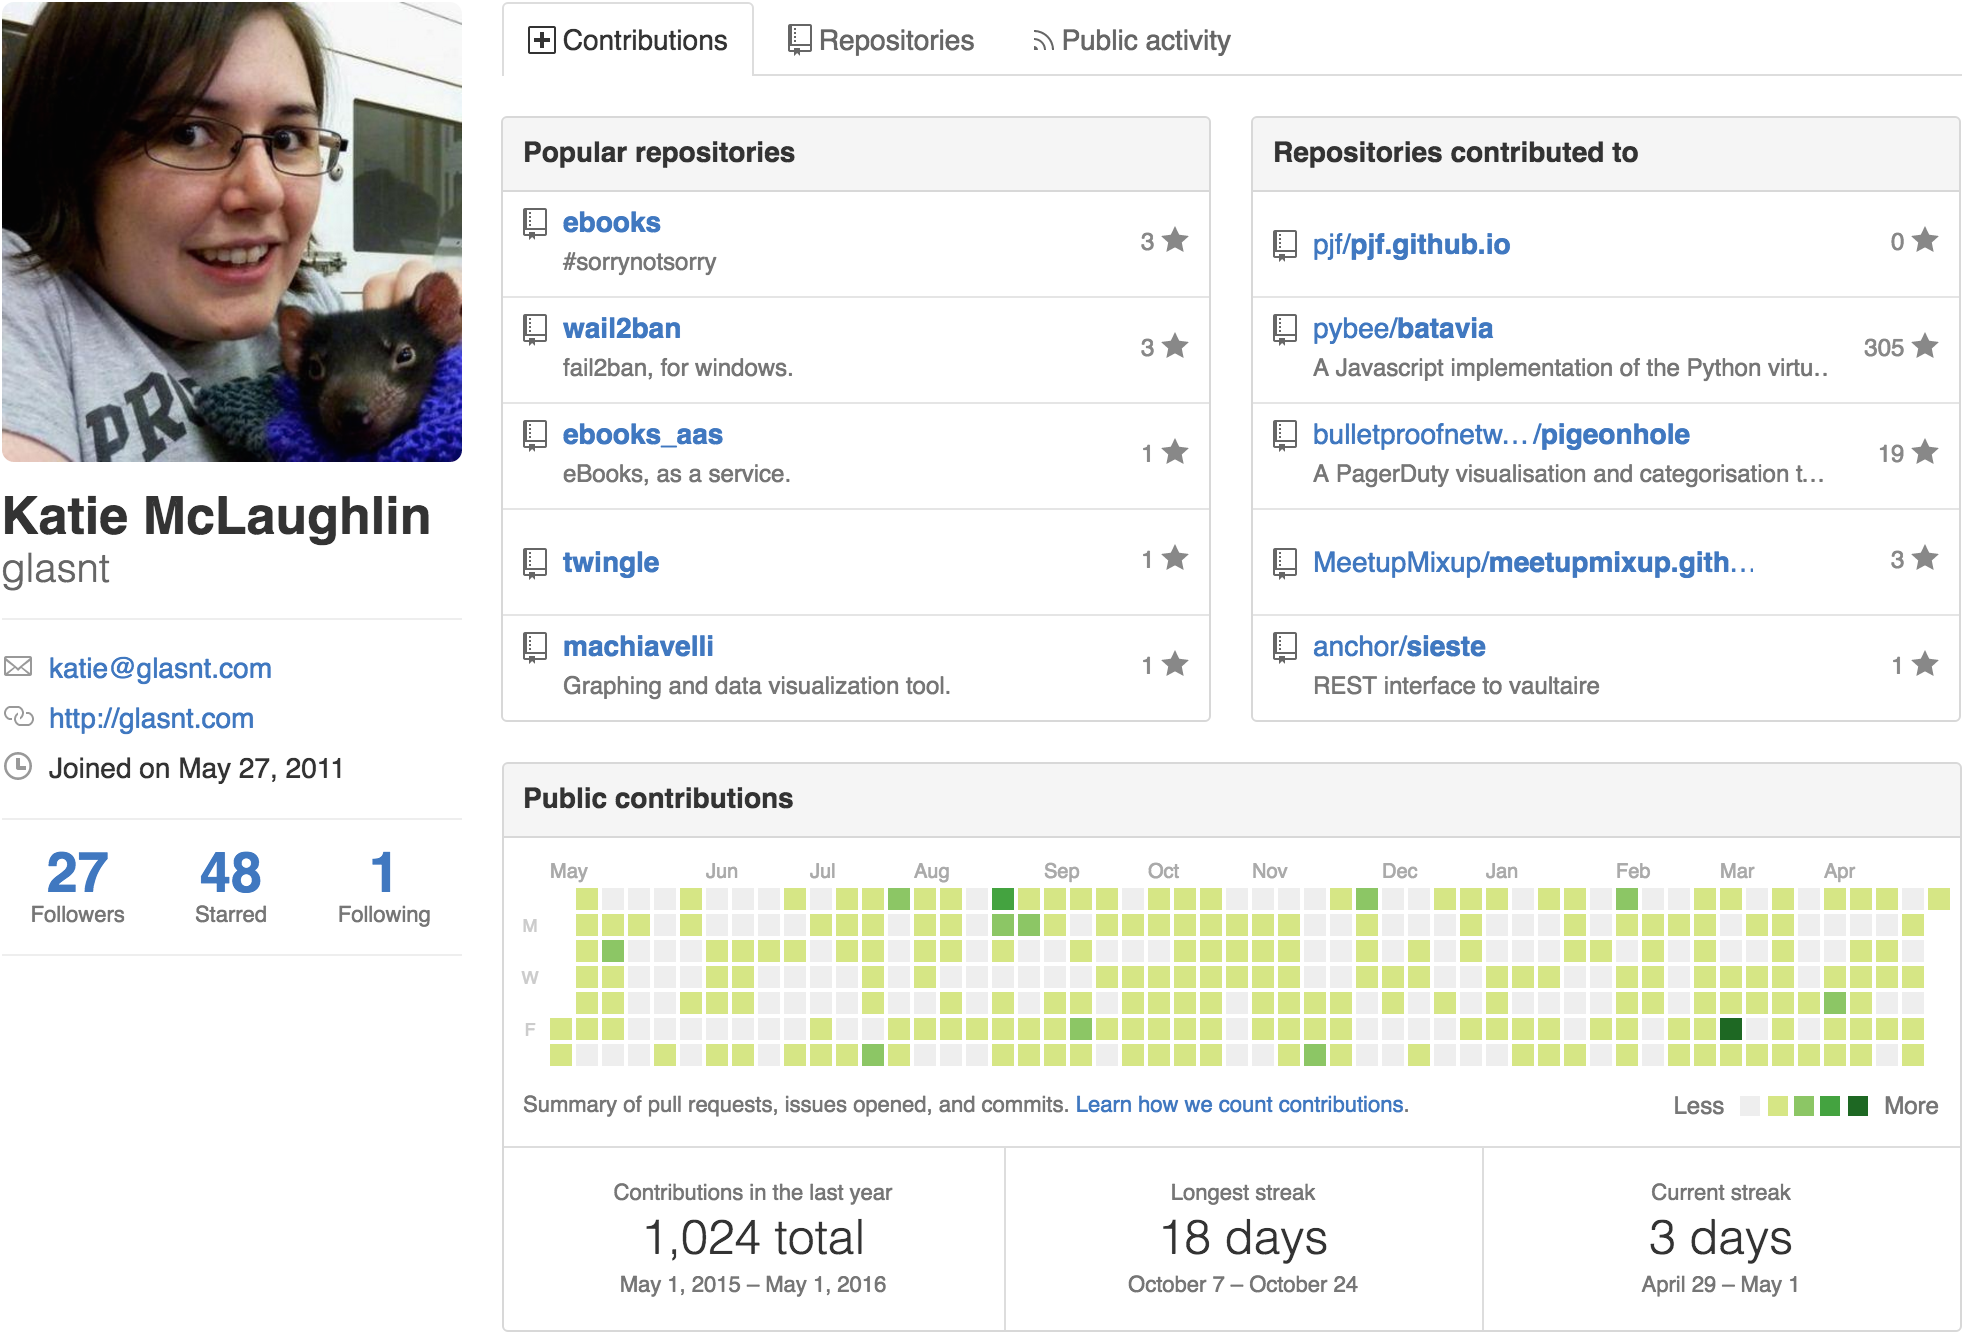 PRO
Katie McLaughlin
glasnt
katie@glasnt.com
http://glasnt.com
Joined on May 27, 2011
27 48 1
Followers Starred Following
Contributions Repositories Public activity
Popular repositories
ebooks
#sorrynotsorry
3
wail2ban
fail2ban, for windows.
3
ebooks_aas
eBooks, as a service.
1
twingle
1
machiavelli
Graphing and data visualization tool.
1
Repositories contributed to
pjf/pjf.github.io
0
pybee/batavia
A Javascript implementation of the Python virtu..
305
bulletproofnetw... /pigeonhole
A PagerDuty visualisation and categorisation t...
19
MeetupMixup/meetupmixup.gith...
3
anchor/sieste
REST interface to vaultaire
1
Public contributions
May Jun Jul Aug Sep Oct Nov Dec Jan Feb Mar Apr
M
W
F
Summary of pull requests, issues opened, and commits. Learn how we count contributions.
Less More
Contributions in the last year
1,024 total
May 1, 2015 – May 1, 2016
Longest streak
18 days
October 7 – October 24
Current streak
3 days
April 29 – May 1